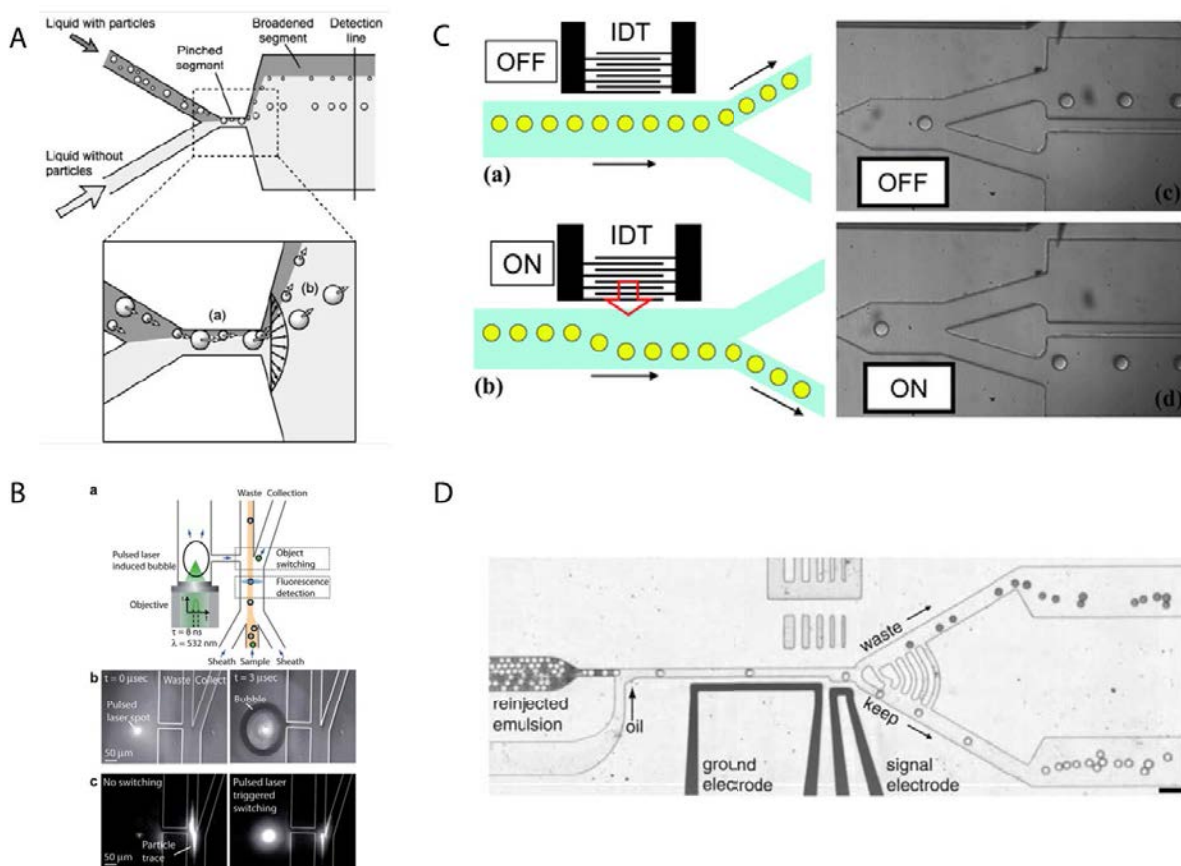 A
Liquid with particles
Pinched
segment
Broadened
segment
Detection
line
Liquid without
particles
(a)
(b)
B
a
Waste Collection
Pulsed laser
induced bubble
Object
switching
Fluorescence
detection
Objective
τ = 8 ns
λ = 532 nm
Sheath Sample Sheath
b
t = 0 μsec
Waste
Collect
t = 3 μsec
Pulsed
laser spot
Bubble
50 μm
c
No switching
Pulsed laser
triggered
switching
Particle
trace
50 μm
C
OFF
IDT
(a)
ON
IDT
(b)
OFF
(c)
ON
(d)
D
waste
reinjected
emulsion
oil
keep
ground
electrode
signal
electrode